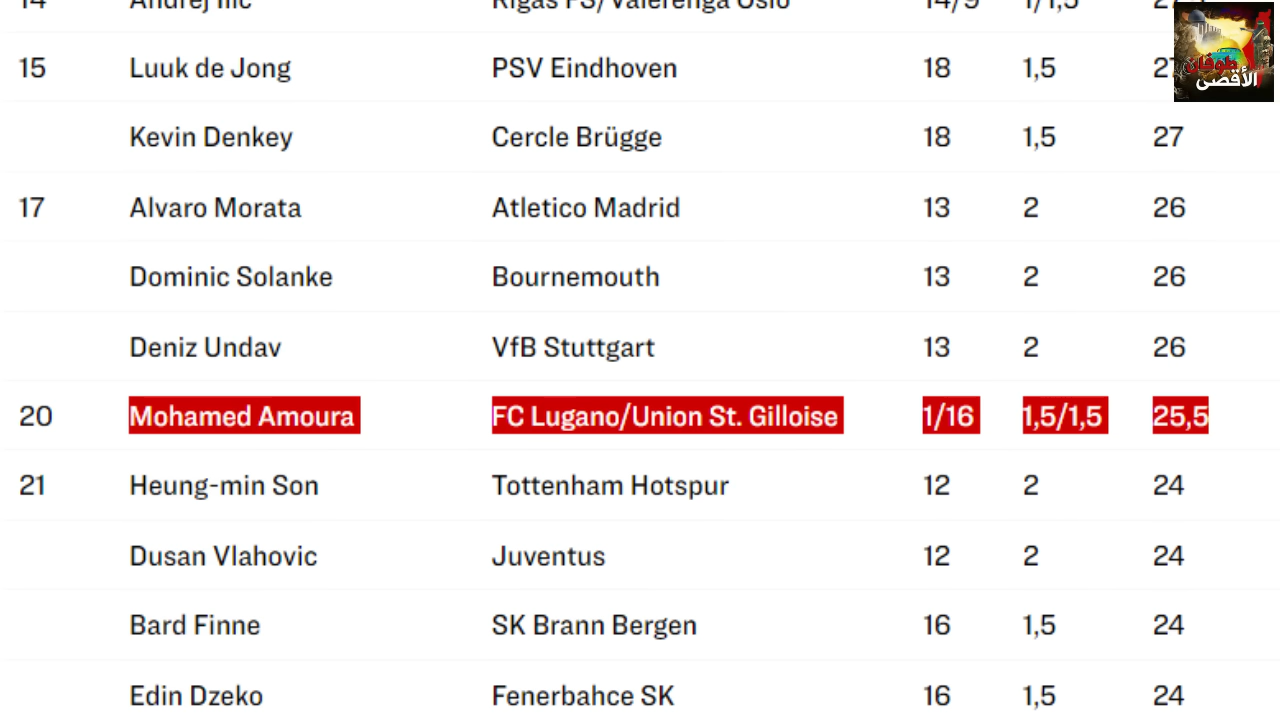 15 Luuk de Jong PSV Eindhoven 18 1,5
Kevin Denkey Cercle Brügge 18 1,5 27
17 Alvaro Morata Atletico Madrid 13 2 26
Dominic Solanke Bournemouth 13 2 26
Deniz Undav VfB Stuttgart 13 2 26
20 Mohamed Amoura FC Lugano/Union St. Gilloise 1/16 1,5/1,5 25,5
21 Heung-min Son Tottenham Hotspur 12 2 24
Dusan Vlahovic Juventus 12 2 24
Bard Finne SK Brann Bergen 16 1,5 24
Edin Dzeko Fenerbahce SK 16 1,5 24
طوفان
الأقصى